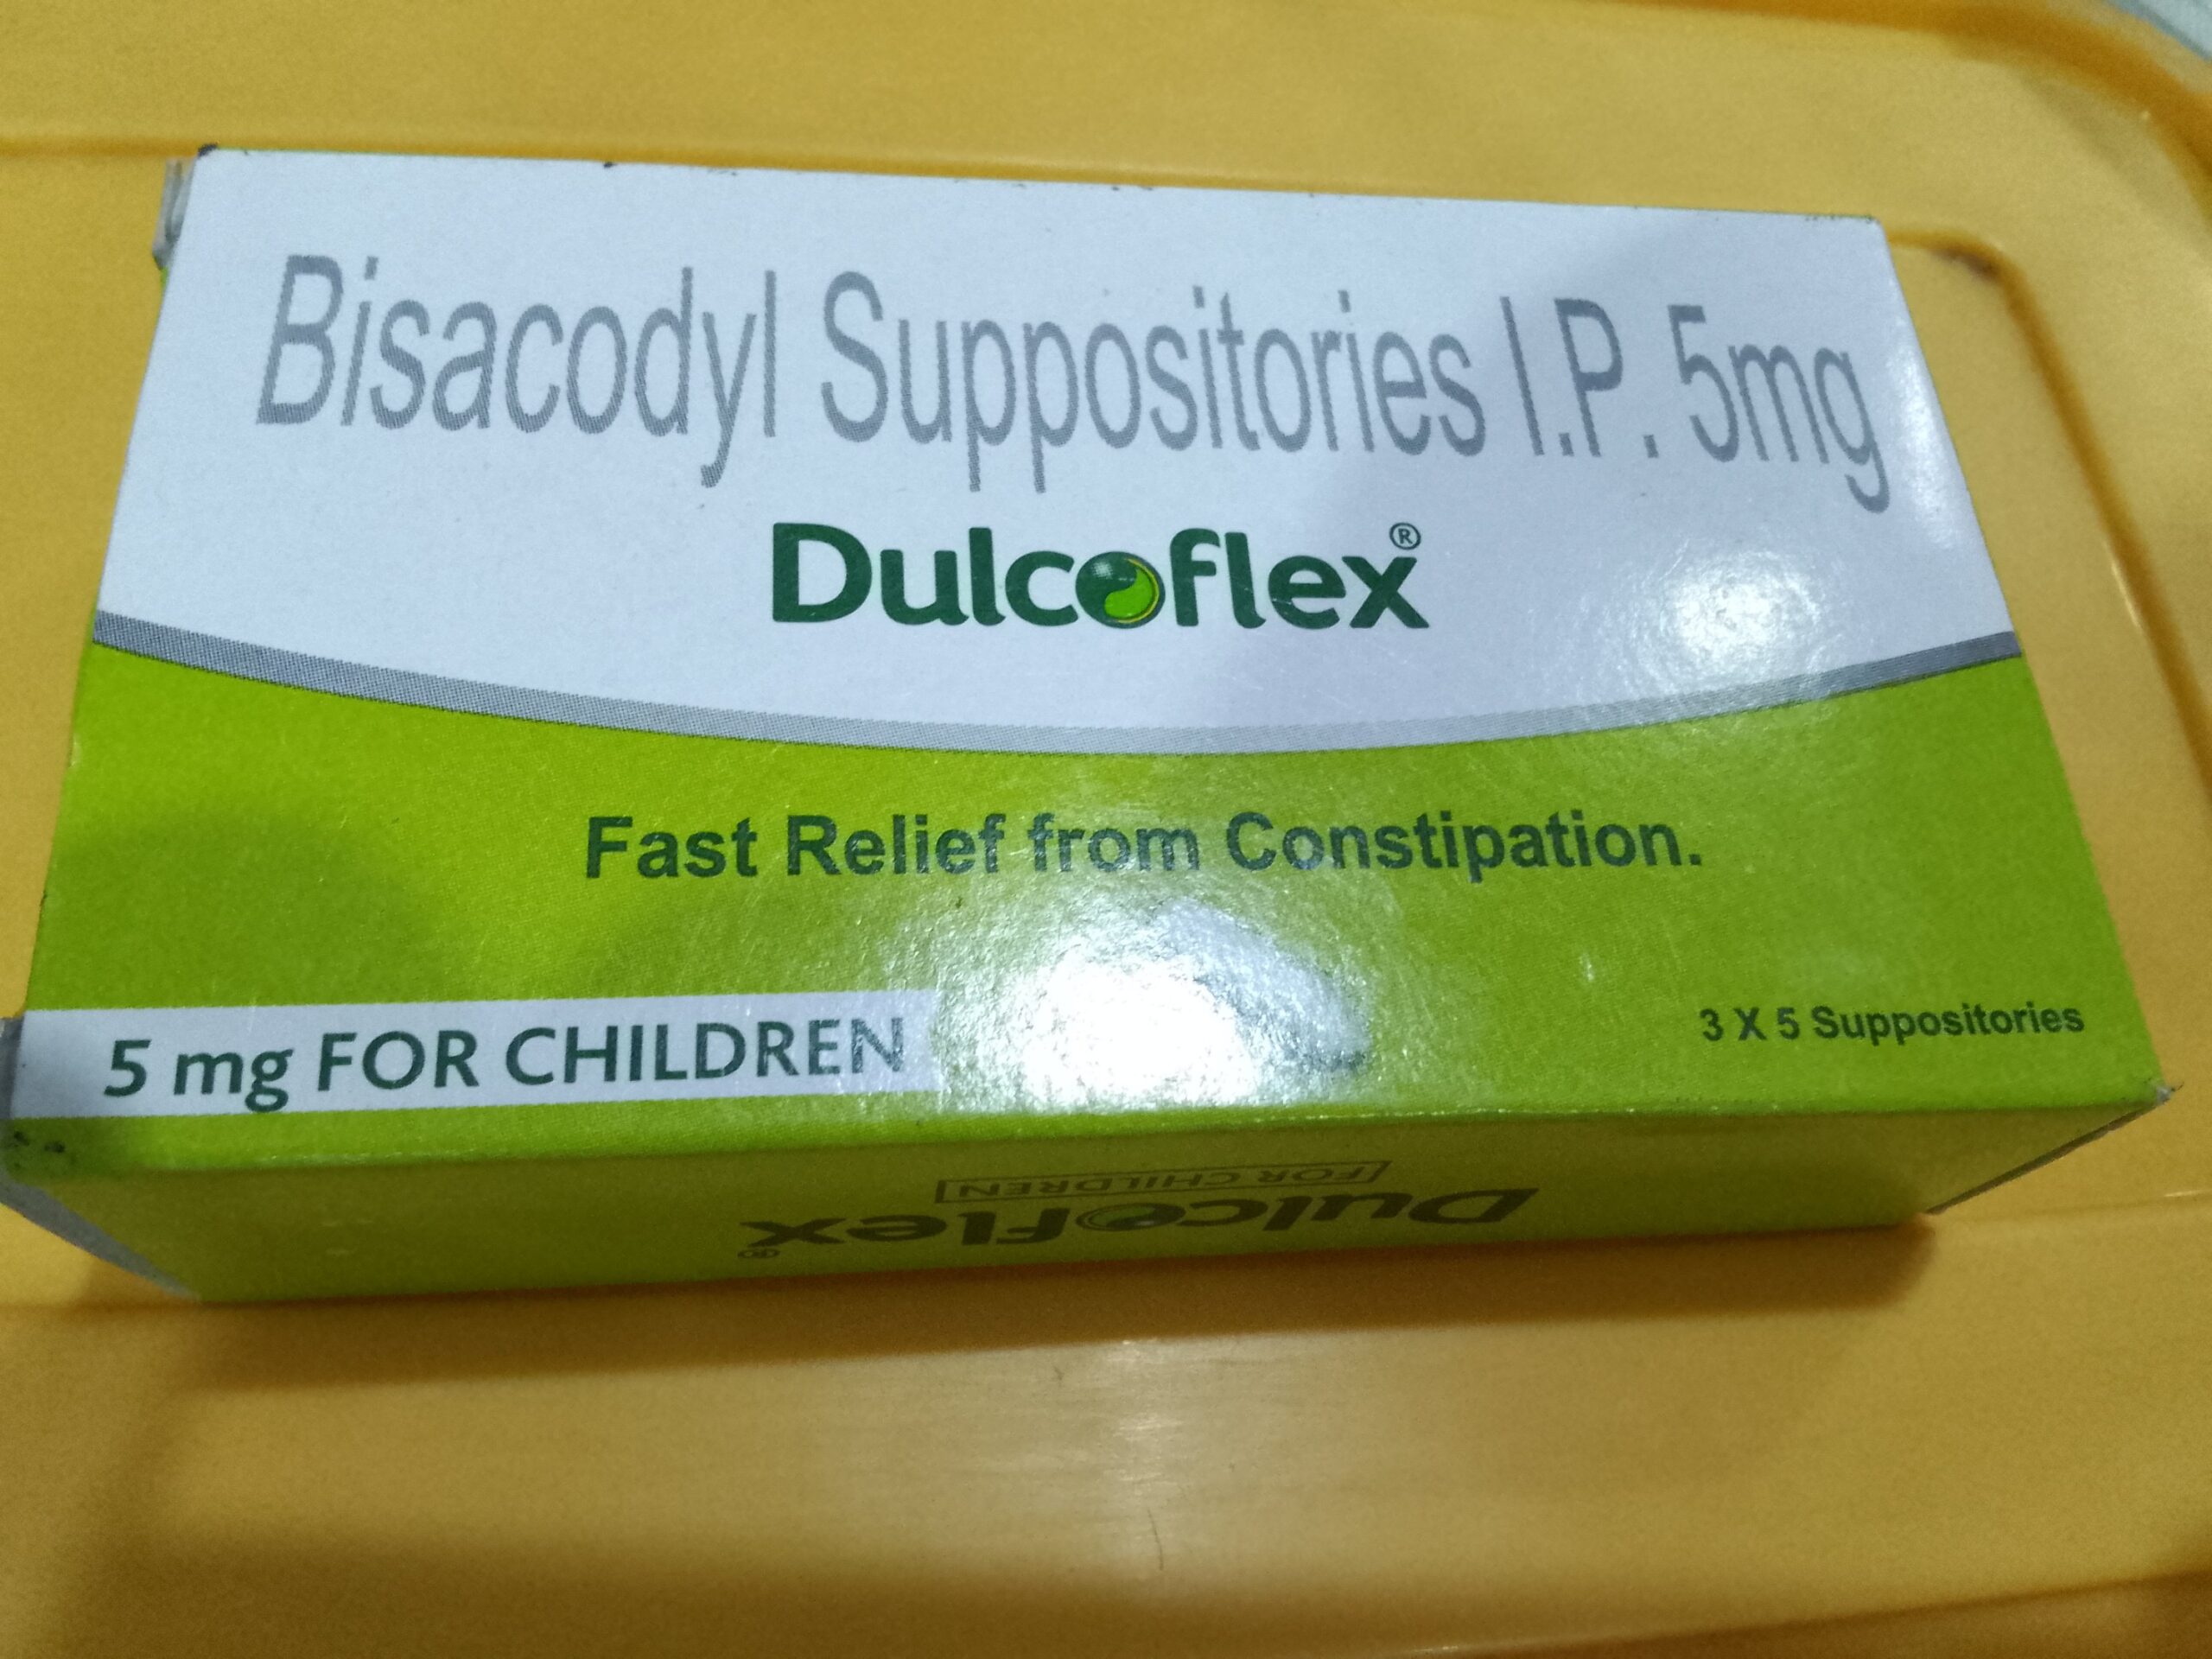 Bisacodyl Suppositories I.P. 5mg
Dulcoflex®
Fast Relief from Constipation.
5 mg FOR CHILDREN
3 X 5 Suppositories
Dulcoflex®
FOR CHILDREN